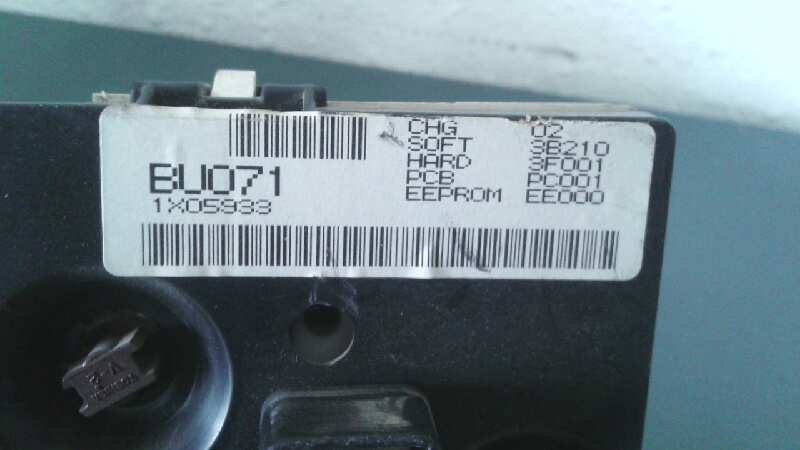 CHG 02
SOFT 3B210
HARD 3F001
PCB PC001
EEPROM EE000
BU071
1X05933